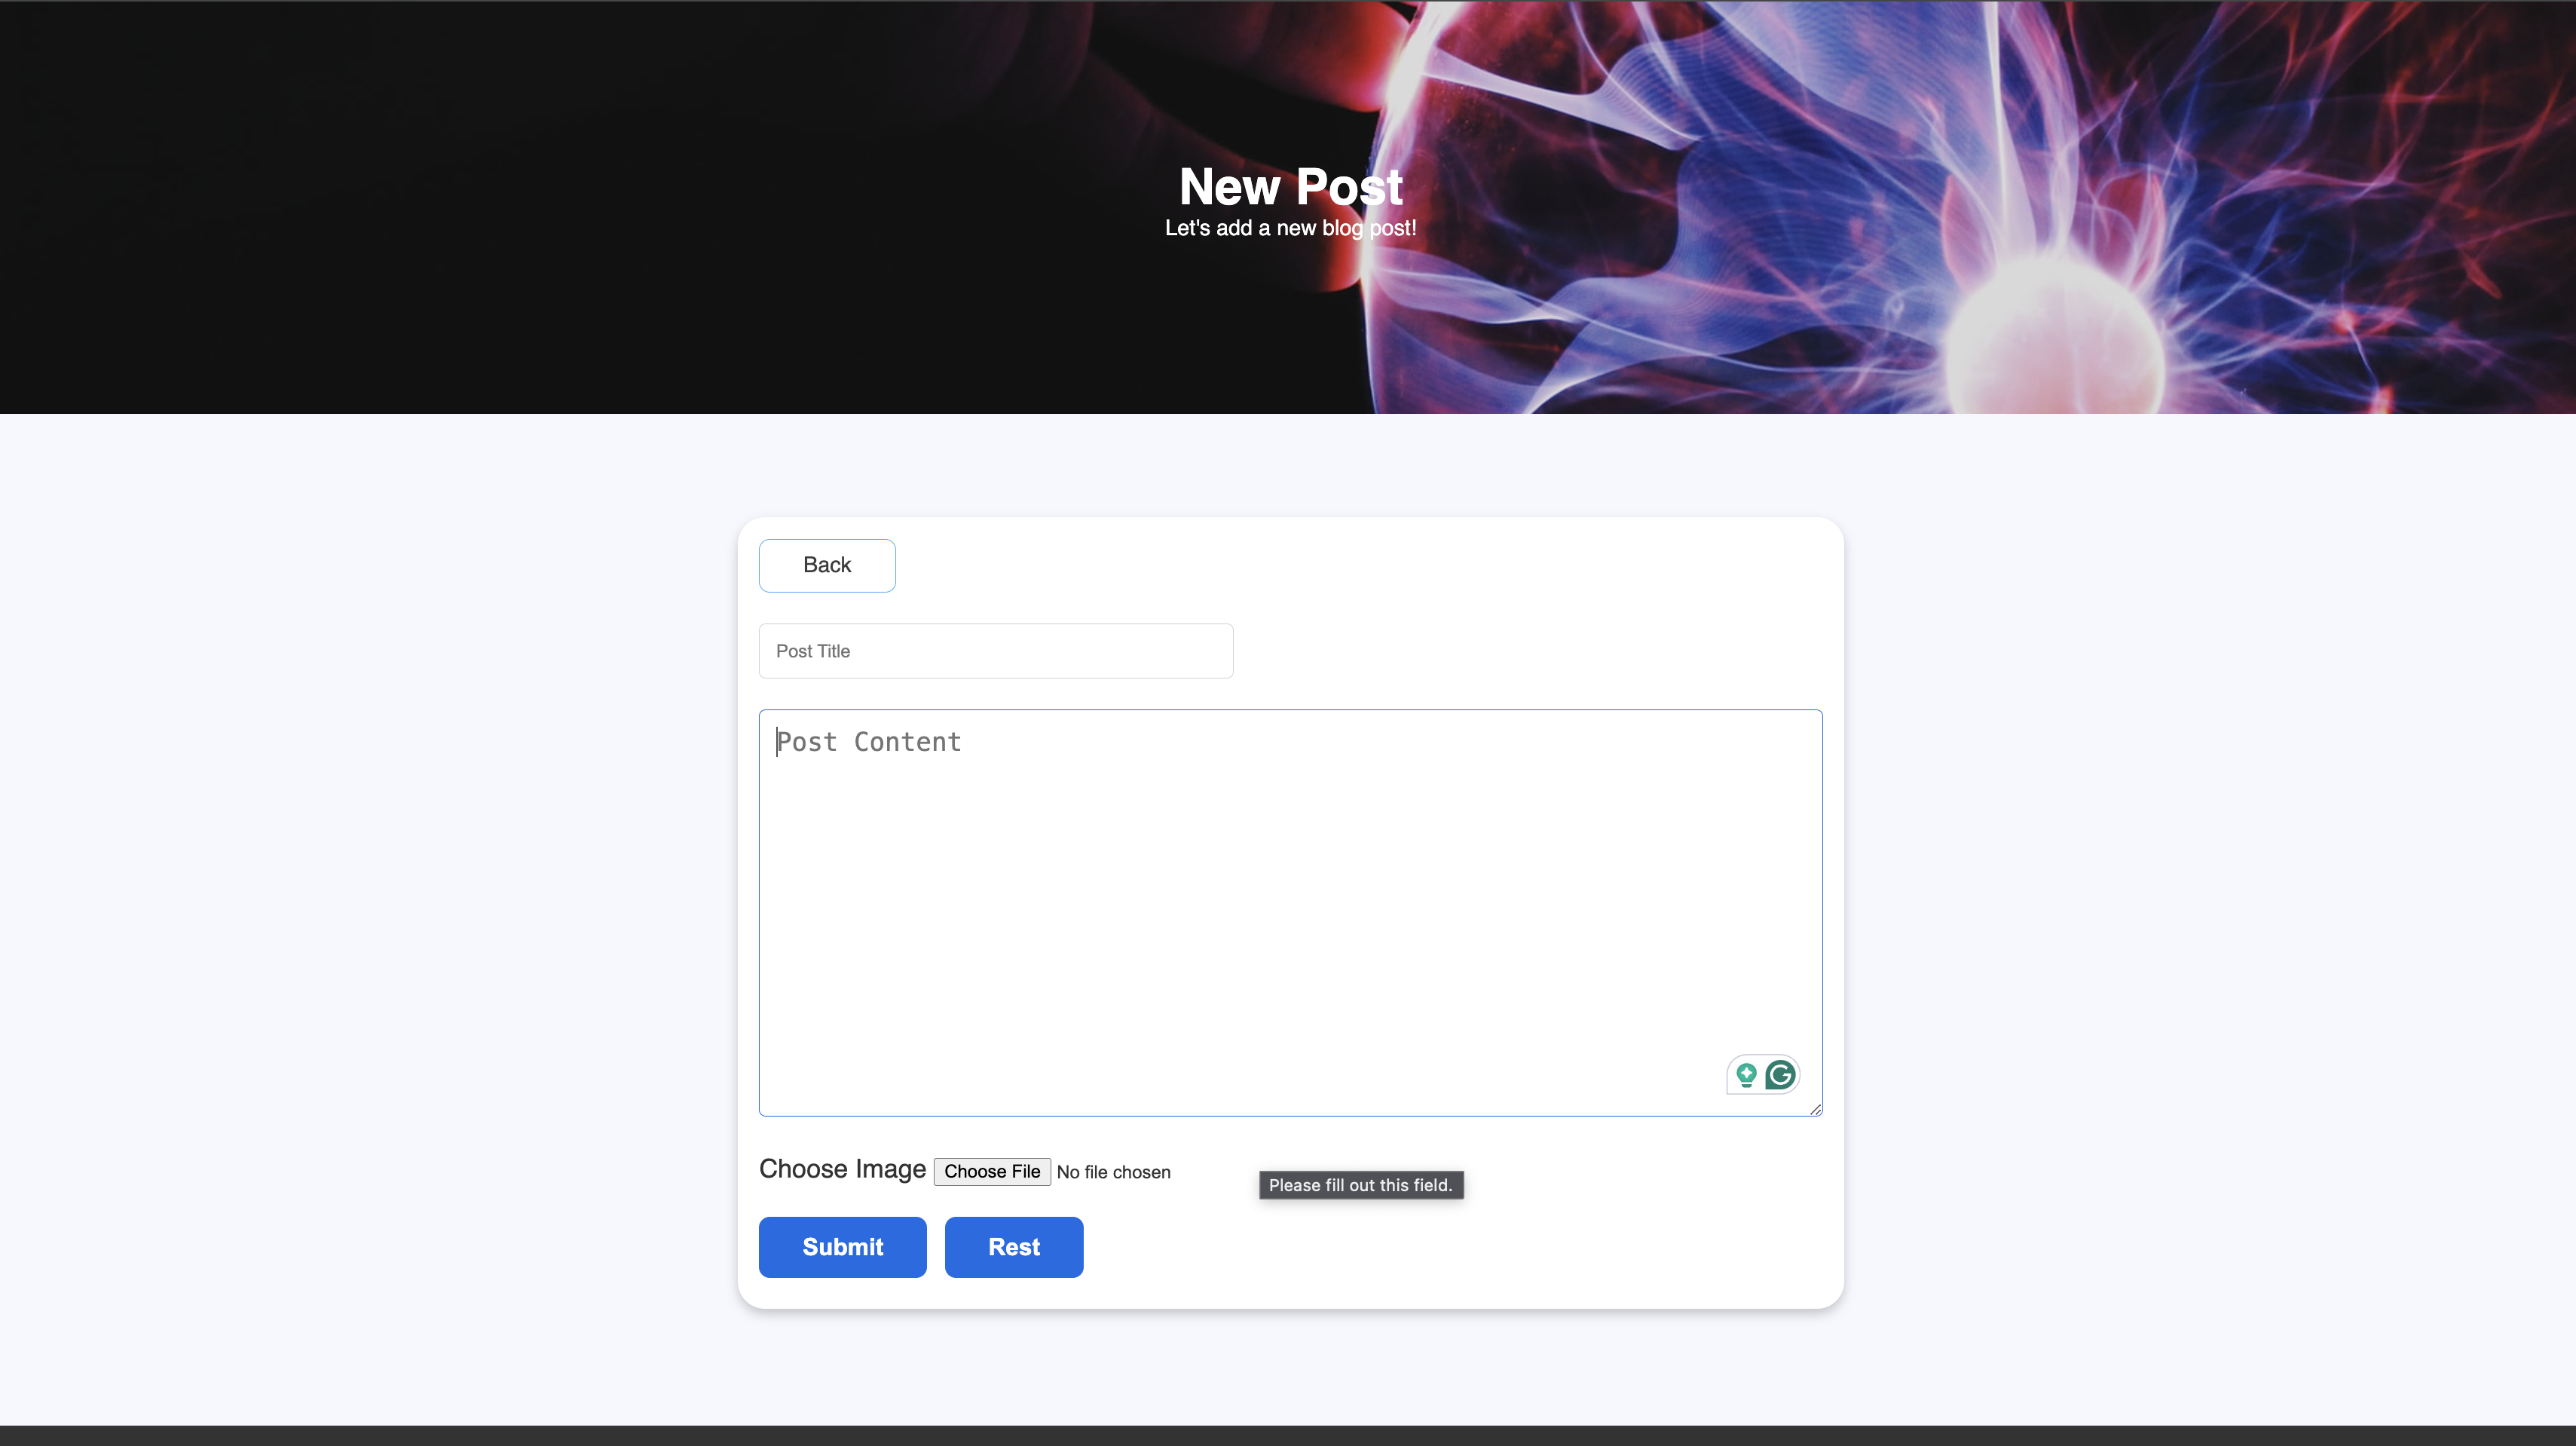 New Post
Let's add a new blog post!
Back
Post Title
Post Content
Choose Image Choose File No file chosen
Please fill out this field.
Submit Rest